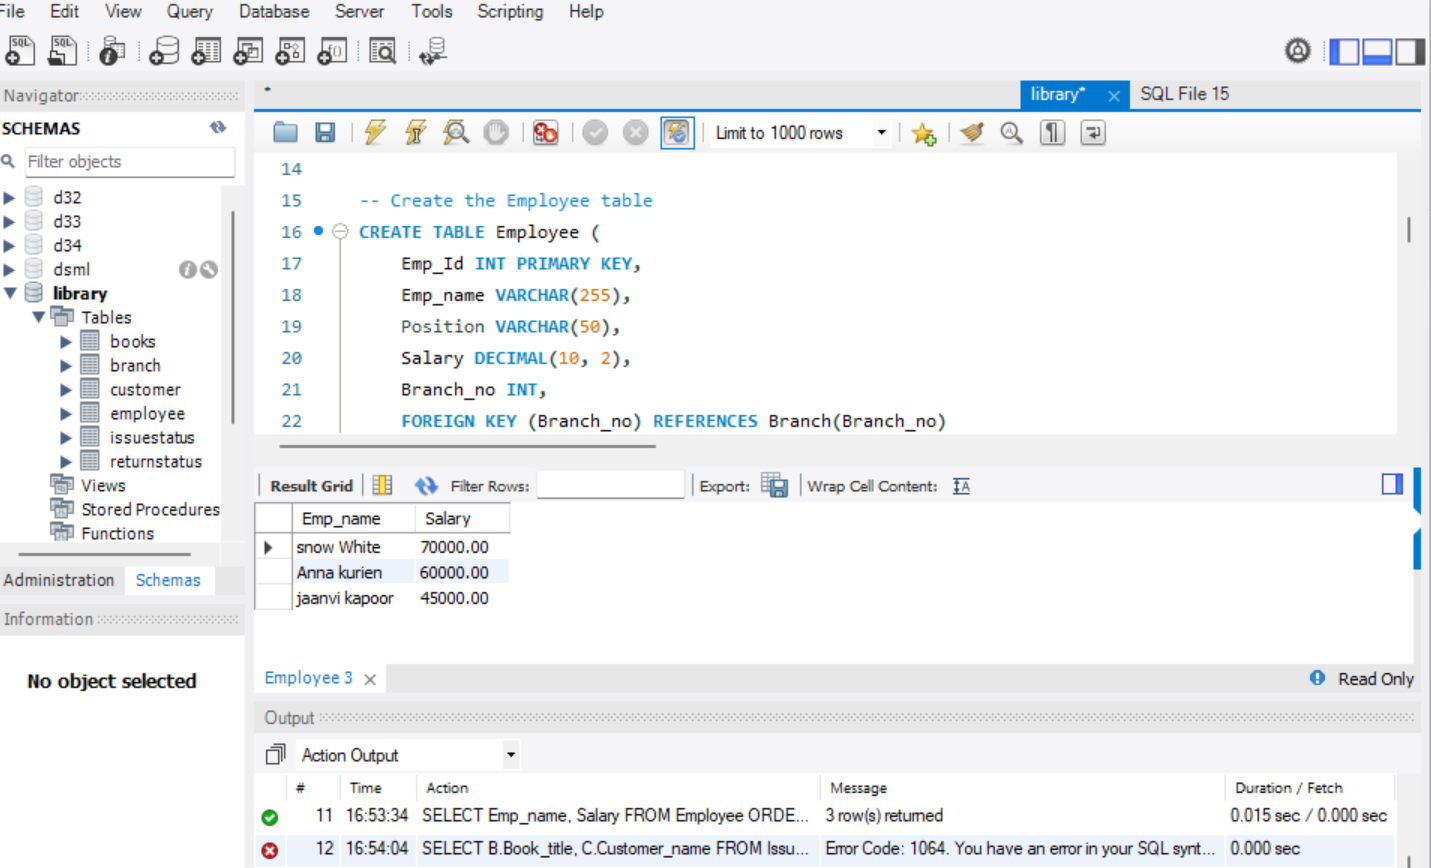 File Edit View Query Database Server Tools Scripting Help
Navigator
SCHEMAS
Filter objects
d32
d33
d34
dsml
library
Tables
books
branch
customer
employee
issuestatus
returnstatus
Views
Stored Procedures
Functions
Administration Schemas
Information
No object selected
* library* SQL File 15
Limit to 1000 rows
14
15 -- Create the Employee table
16 CREATE TABLE Employee (
17 Emp_Id INT PRIMARY KEY,
18 Emp_name VARCHAR(255),
19 Position VARCHAR(50),
20 Salary DECIMAL(10, 2),
21 Branch_no INT,
22 FOREIGN KEY (Branch_no) REFERENCES Branch(Branch_no)
Result Grid Filter Rows: Export: Wrap Cell Content: IA
Emp_name Salary
snow White 70000.00
Anna kurien 60000.00
jaanvi kapoor 45000.00
Employee 3 Read Only
Output
Action Output
# Time Action Message Duration / Fetch
11 16:53:34 SELECT Emp_name, Salary FROM Employee ORDE... 3 row(s) returned 0.015 sec / 0.000 sec
12 16:54:04 SELECT B.Book_title, C.Customer_name FROM Issu... Error Code: 1064. You have an error in your SQL synt... 0.000 sec